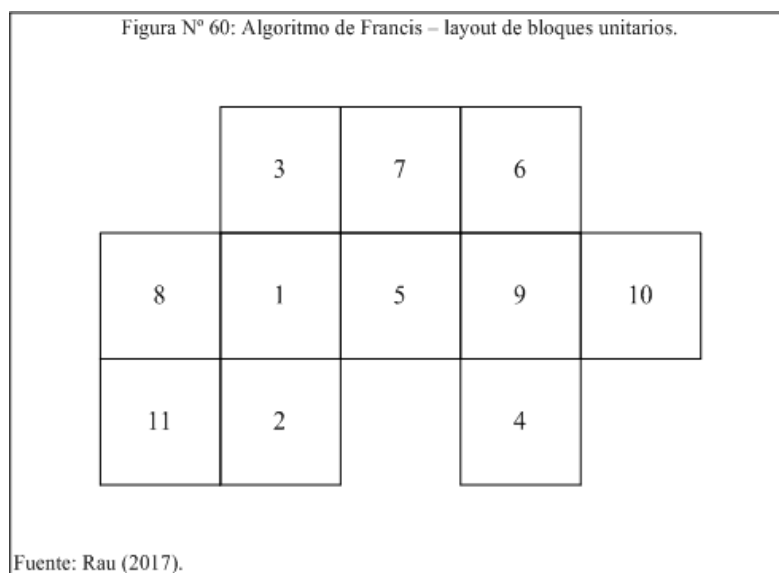 Figura Nº 60: Algoritmo de Francis – layout de bloques unitarios.
3 7 6
8 1 5 9 10
11 2 4
Fuente: Rau (2017).